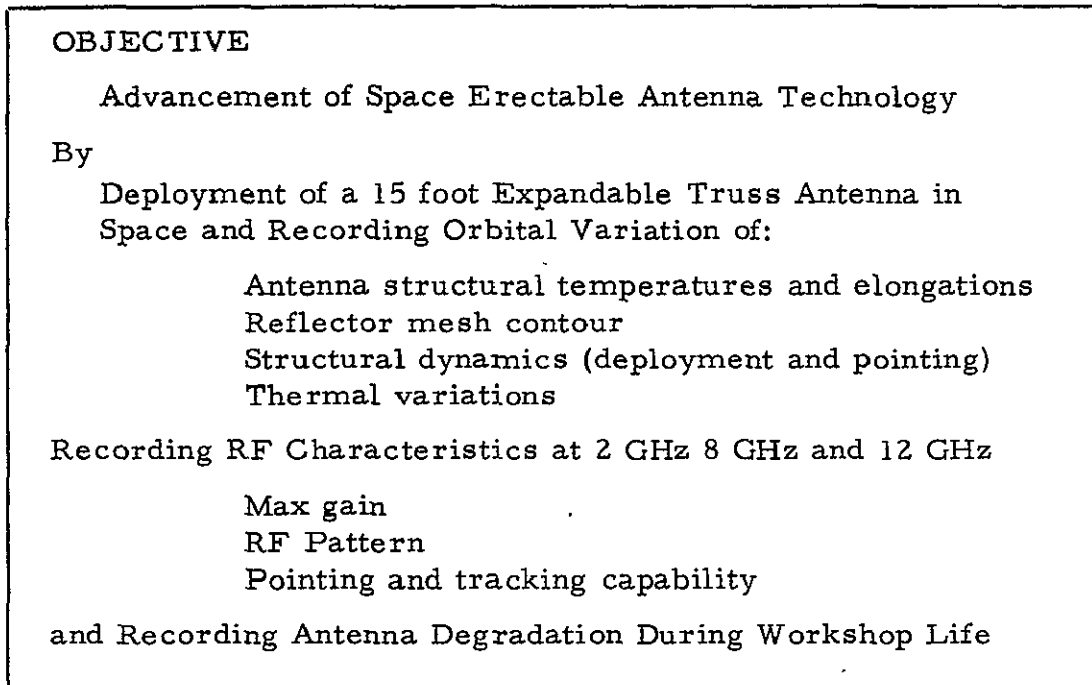 OBJECTIVE
Advancement of Space Erectable Antenna Technology
By
Deployment of a 15 foot Expandable Truss Antenna in
Space and Recording Orbital Variation of:
Antenna structural temperatures and elongations
Reflector mesh contour
Structural dynamics (deployment and pointing)
Thermal variations
Recording RF Characteristics at 2 GHz 8 GHz and 12 GHz
Max gain
RF Pattern
Pointing and tracking capability
and Recording Antenna Degradation During Workshop Life